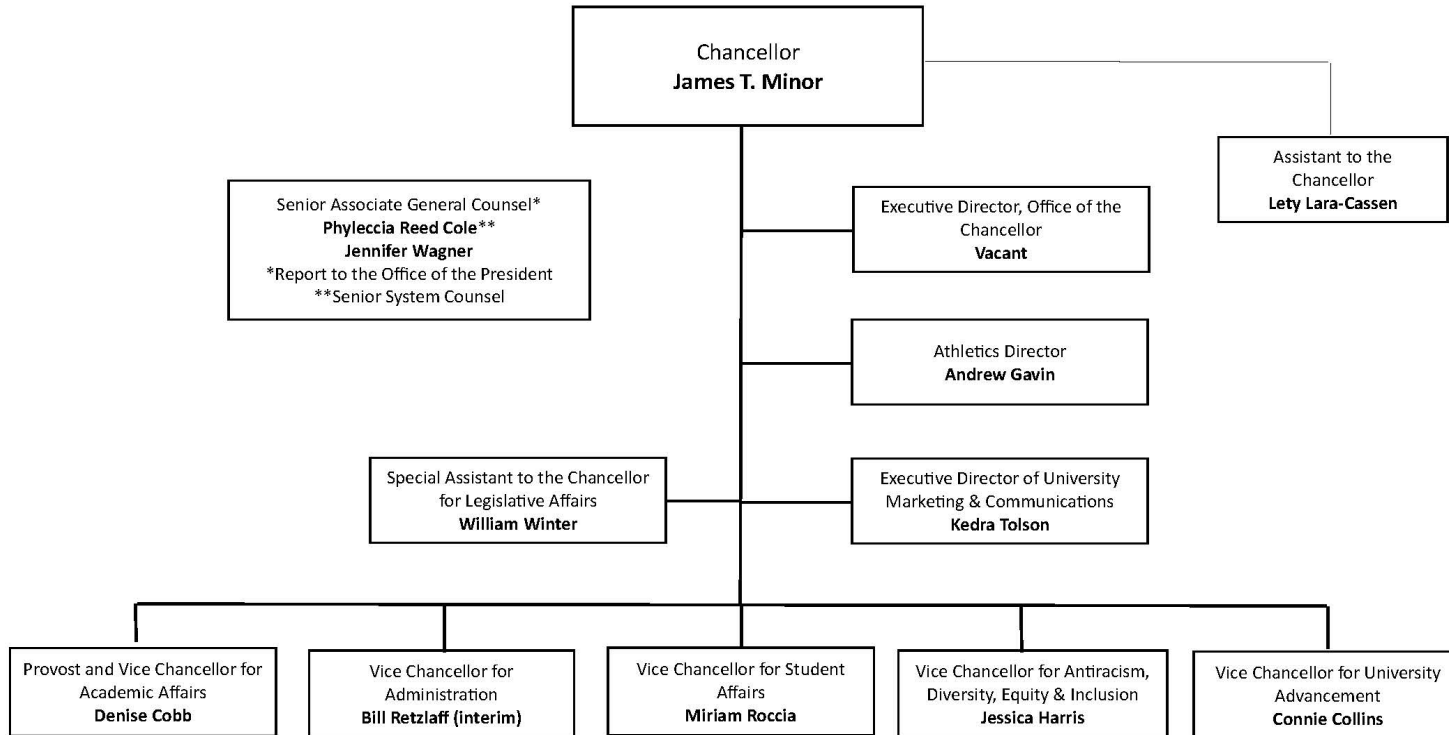 Chancellor
James T. Minor
Assistant to the
Chancellor
Lety Lara-Cassen
Senior Associate General Counsel*
Phyleccia Reed Cole**
Jennifer Wagner
*Report to the Office of the President
**Senior System Counsel
Executive Director, Office of the
Chancellor
Vacant
Athletics Director
Andrew Gavin
Special Assistant to the Chancellor
for Legislative Affairs
William Winter
Executive Director of University
Marketing & Communications
Kedra Tolson
Provost and Vice Chancellor for
Academic Affairs
Denise Cobb
Vice Chancellor for
Administration
Bill Retzlaff (interim)
Vice Chancellor for Student
Affairs
Miriam Roccia
Vice Chancellor for Antiracism,
Diversity, Equity & Inclusion
Jessica Harris
Vice Chancellor for University
Advancement
Connie Collins